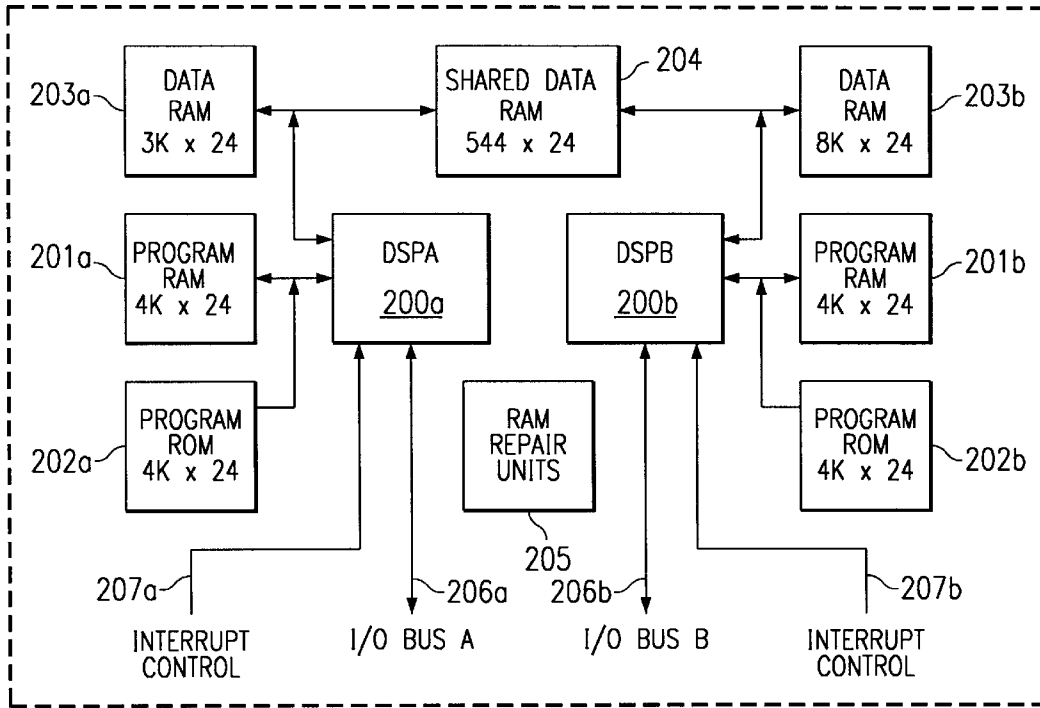 203a
DATA
RAM
3K x 24
SHARED DATA
RAM
544 x 24
204
DATA
RAM
8K x 24
203b
201a
PROGRAM
RAM
4K x 24
DSPA
200a
DSPB
200b
PROGRAM
RAM
4K x 24
201b
202a
PROGRAM
ROM
4K x 24
RAM
REPAIR
UNITS
205
PROGRAM
ROM
4K x 24
202b
207a
INTERRUPT
CONTROL
206a
I/O BUS A
206b
I/O BUS B
207b
INTERRUPT
CONTROL